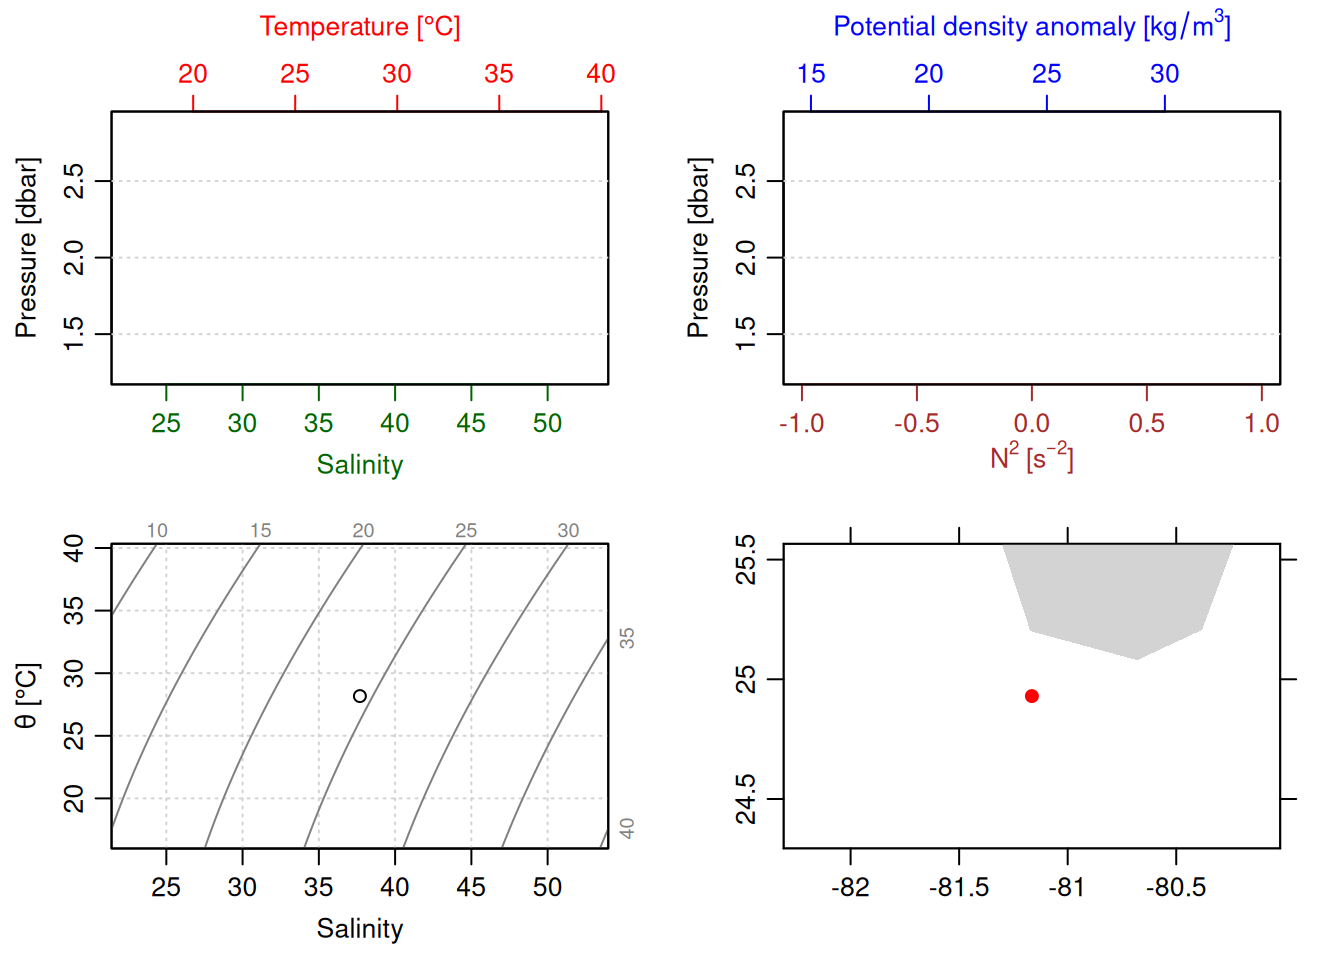 Temperature [°C]
20 25 30 35 40
Pressure [dbar]
2.5
2.0
1.5
25 30 35 40 45 50
Salinity
Potential density anomaly [kg/m³]
15 20 25 30
Pressure [dbar]
2.5
2.0
1.5
-1.0 -0.5 0.0 0.5 1.0
N² [s⁻²]
10 15 20 25 30
35
40
θ [°C]
40
35
30
25
20
25 30 35 40 45 50
Salinity
25.5
25
24.5
-82 -81.5 -81 -80.5